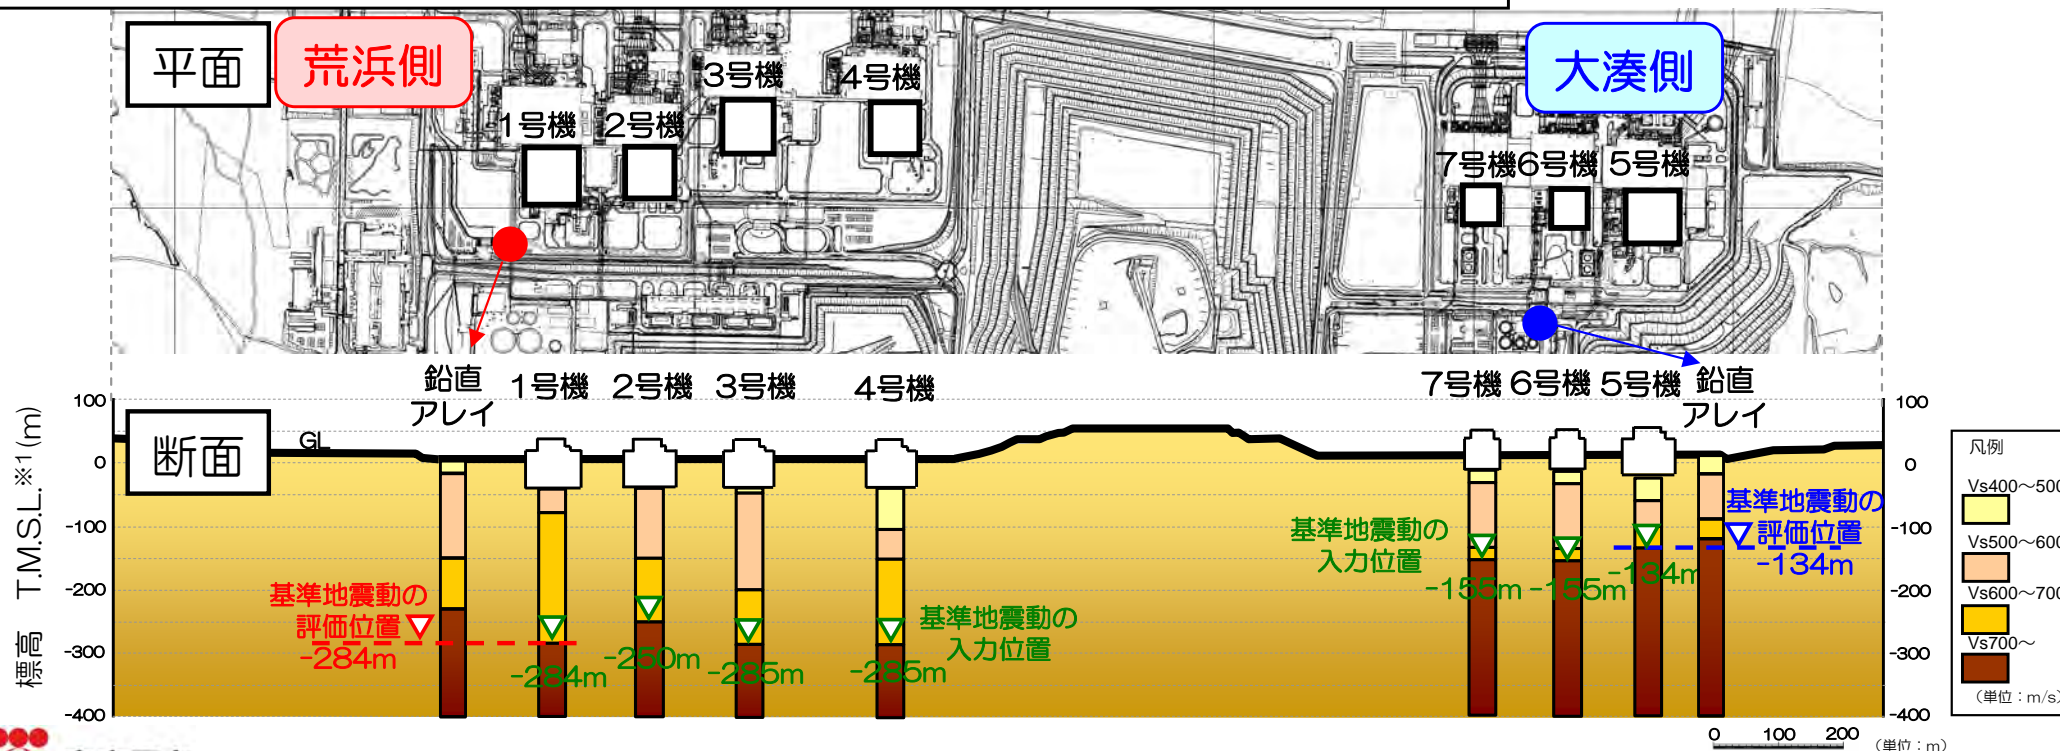 平面
荒浜側
大湊側
1号機
2号機
3号機
4号機
7号機
6号機
5号機
鉛直
アレイ
1号機
2号機
3号機
4号機
7号機
6号機
5号機
鉛直
アレイ
標高 T.M.S.L.※1(m)
100
0
-100
-200
-300
-400
断面
GL
基準地震動の
評価位置
-284m
-284m
-250m
-285m
-285m
基準地震動の
入力位置
基準地震動の
入力位置
-155m
-155m
-134m
基準地震動の
評価位置
-134m
100
0
-100
-200
-300
-400
凡例
Vs400～500
Vs500～600
Vs600～700
Vs700～
(単位：m/s)
0 100 200 (単位：m)